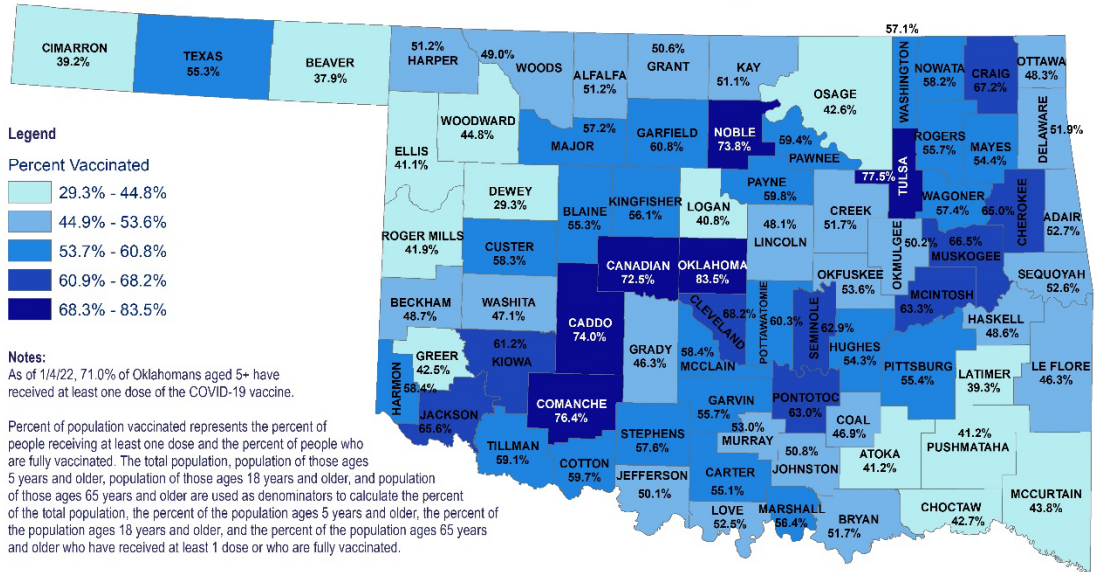 CIMARRON
39.2%
TEXAS
55.3%
BEAVER
37.9%
51.2%
HARPER
49.0%
WOODS
ALFALFA
51.2%
50.6%
GRANT
KAY
51.1%
OSAGE
42.6%
57.1%
WASHINGTON
NOWATA
58.2%
CRAIG
67.2%
OTTAWA
48.3%
WOODWARD
44.8%
ELLIS
41.1%
57.2%
MAJOR
GARFIELD
60.8%
NOBLE
73.8%
59.4%
PAWNEE
77.5%
TULSA
ROGERS
55.7%
MAYES
54.4%
DELAWARE
51.9%
DEWEY
29.3%
BLAINE
55.3%
KINGFISHER
56.1%
LOGAN
40.8%
PAYNE
59.8%
48.1%
LINCOLN
CREEK
51.7%
WAGONER
57.4%
65.0%
CHEROKEE
ADAIR
52.7%
ROGER MILLS
41.9%
CUSTER
58.3%
CANADIAN
72.5%
OKLAHOMA
83.5%
OKFUSKEE
53.6%
OKMULGEE
50.2%
66.5%
MUSKOGEE
SEQUOYAH
52.6%
BECKHAM
48.7%
WASHITA
47.1%
CADDO
74.0%
GRADY
46.3%
CLEVELAND
68.2%
POTTAWATOMIE
60.3%
SEMINOLE
62.9%
HUGHES
54.3%
MCINTOSH
63.3%
HASKELL
48.6%
GREER
42.5%
61.2%
KIOWA
HARMON
58.4%
JACKSON
65.6%
COMANCHE
76.4%
58.4%
MCCLAIN
PITTSBURG
55.4%
LATIMER
39.3%
LE FLORE
46.3%
TILLMAN
59.1%
COTTON
59.7%
STEPHENS
57.6%
GARVIN
55.7%
PONTOTOC
63.0%
COAL
46.9%
53.0%
MURRAY
50.8%
JOHNSTON
ATOKA
41.2%
41.2%
PUSHMATAHA
JEFFERSON
50.1%
CARTER
55.1%
LOVE
52.5%
MARSHALL
56.4%
BRYAN
51.7%
CHOCTAW
42.7%
MCCURTAIN
43.8%
Legend
Percent Vaccinated
29.3% - 44.8%
44.9% - 53.6%
53.7% - 60.8%
60.9% - 68.2%
68.3% - 83.5%
Notes:
As of 1/4/22, 71.0% of Oklahomans aged 5+ have
received at least one dose of the COVID-19 vaccine.
Percent of population vaccinated represents the percent of
people receiving at least one dose and the percent of people who
are fully vaccinated. The total population, population of those ages
5 years and older, population of those ages 18 years and older, and population
of those ages 65 years and older are used as denominators to calculate the percent
of the total population, the percent of the population ages 5 years and older, the percent of
the population ages 18 years and older, and the percent of the population ages 65 years
and older who have received at least 1 dose or who are fully vaccinated.